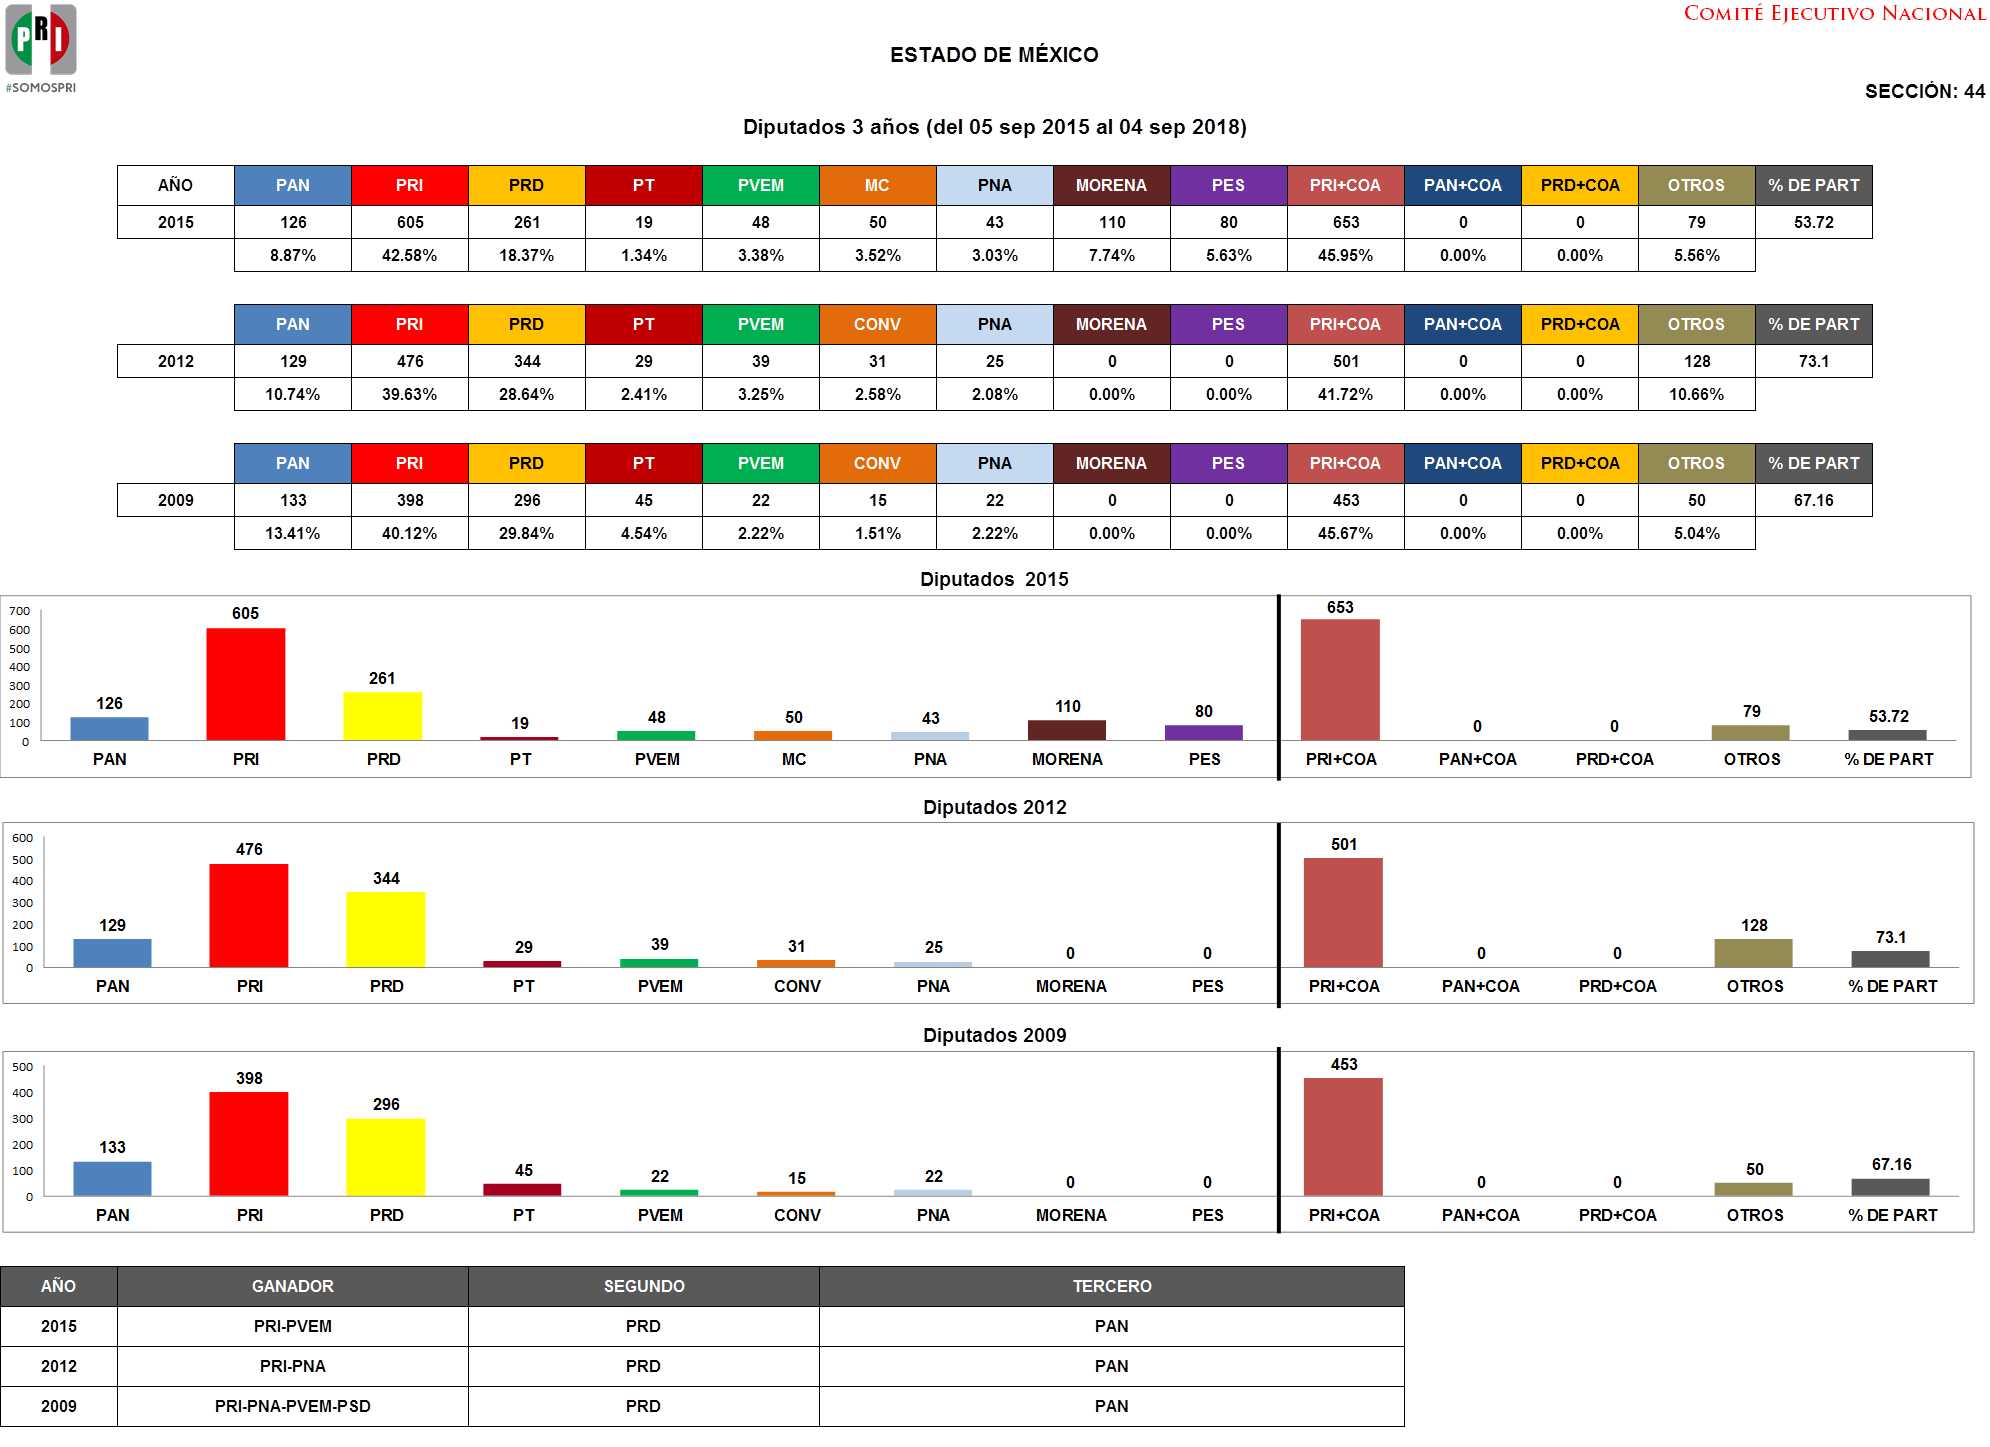 PRI
#SOMOSPRI
COMITÉ EJECUTIVO NACIONAL
ESTADO DE MÉXICO
SECCIÓN: 44
Diputados 3 años (del 05 sep 2015 al 04 sep 2018)
AÑO PAN PRI PRD PT PVEM MC PNA MORENA PES PRI+COA PAN+COA PRD+COA OTROS % DE PART
2015 126 605 261 19 48 50 43 110 80 653 0 0 79 53.72
8.87% 42.58% 18.37% 1.34% 3.38% 3.52% 3.03% 7.74% 5.63% 45.95% 0.00% 0.00% 5.56%
PAN PRI PRD PT PVEM CONV PNA MORENA PES PRI+COA PAN+COA PRD+COA OTROS % DE PART
2012 129 476 344 29 39 31 25 0 0 501 0 0 128 73.1
10.74% 39.63% 28.64% 2.41% 3.25% 2.58% 2.08% 0.00% 0.00% 41.72% 0.00% 0.00% 10.66%
PAN PRI PRD PT PVEM CONV PNA MORENA PES PRI+COA PAN+COA PRD+COA OTROS % DE PART
2009 133 398 296 45 22 15 22 0 0 453 0 0 50 67.16
13.41% 40.12% 29.84% 4.54% 2.22% 1.51% 2.22% 0.00% 0.00% 45.67% 0.00% 0.00% 5.04%
Diputados 2015
700
600
500
400
300
200
100
0
126 605 261 19 48 50 43 110 80 653 0 0 79 53.72
PAN PRI PRD PT PVEM MC PNA MORENA PES PRI+COA PAN+COA PRD+COA OTROS % DE PART
Diputados 2012
600
500
400
300
200
100
0
129 476 344 29 39 31 25 0 0 501 0 0 128 73.1
PAN PRI PRD PT PVEM CONV PNA MORENA PES PRI+COA PAN+COA PRD+COA OTROS % DE PART
Diputados 2009
500
400
300
200
100
0
133 398 296 45 22 15 22 0 0 453 0 0 50 67.16
PAN PRI PRD PT PVEM CONV PNA MORENA PES PRI+COA PAN+COA PRD+COA OTROS % DE PART
AÑO GANADOR SEGUNDO TERCERO
2015 PRI-PVEM PRD PAN
2012 PRI-PNA PRD PAN
2009 PRI-PNA-PVEM-PSD PRD PAN